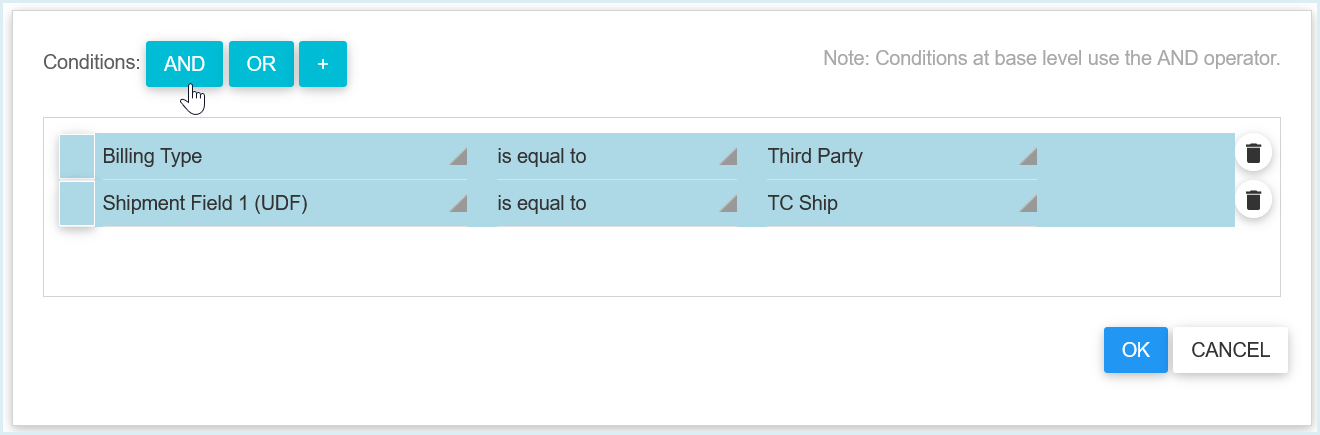 Conditions: AND OR + Note: Conditions at base level use the AND operator.
Billing Type is equal to Third Party
Shipment Field 1 (UDF) is equal to TC Ship
OK CANCEL